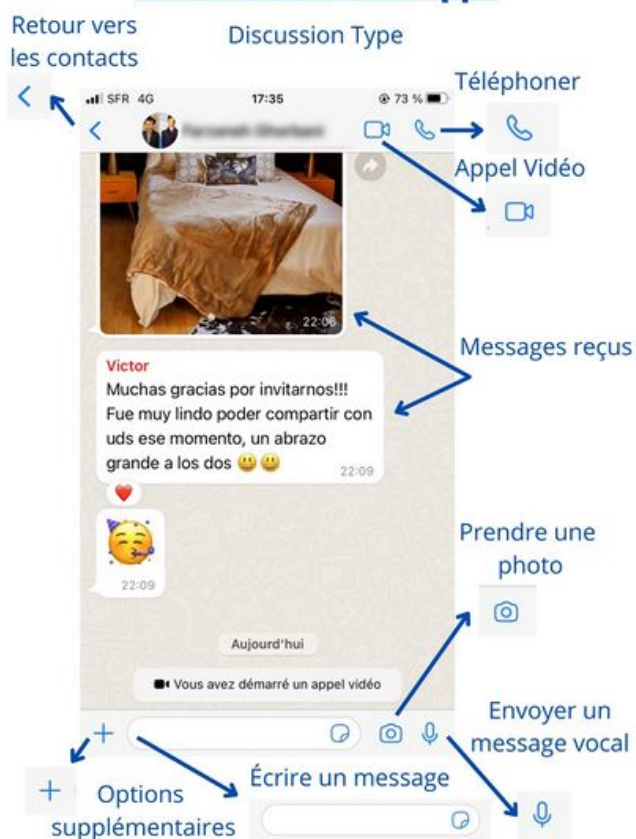 Retour vers
les contacts
Discussion Type
SFR 4G
17:35
73 %
Téléphoner
Appel Vidéo
22:06
Messages reçus
Victor
Muchas gracias por invitarnos!!!
Fue muy lindo poder compartir con
uds ese momento, un abrazo
grande a los dos 😃 😃
22:09
22:09
Prendre une
photo
Aujourd'hui
Vous avez démarré un appel vidéo
Envoyer un
message vocal
Écrire un message
Options
supplémentaires